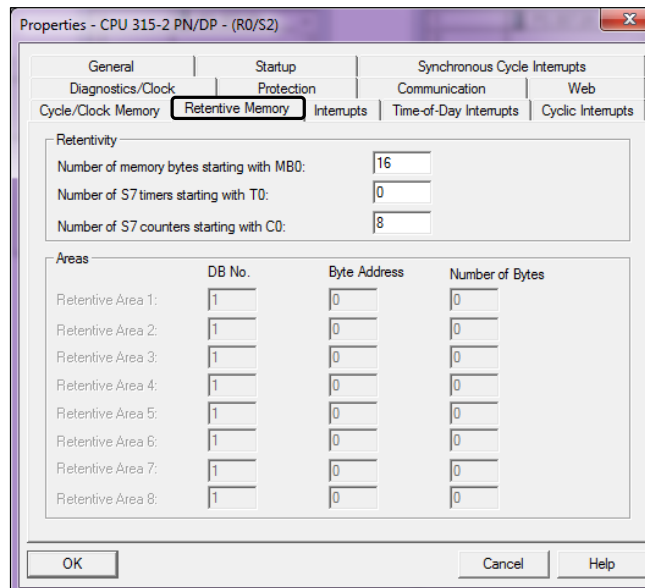 Properties - CPU 315-2 PN/DP - (R0/S2)
X
General Startup Synchronous Cycle Interrupts
Diagnostics/Clock Protection Communication Web
Cycle/Clock Memory Retentive Memory Interrupts Time-of-Day Interrupts Cyclic Interrupts
Retentivity
Number of memory bytes starting with MB0: 16
Number of S7 timers starting with T0: 0
Number of S7 counters starting with C0: 8
Areas
DB No. Byte Address Number of Bytes
Retentive Area 1: 1 0 0
Retentive Area 2: 1 0 0
Retentive Area 3: 1 0 0
Retentive Area 4: 1 0 0
Retentive Area 5: 1 0 0
Retentive Area 6: 1 0 0
Retentive Area 7: 1 0 0
Retentive Area 8: 1 0 0
OK Cancel Help